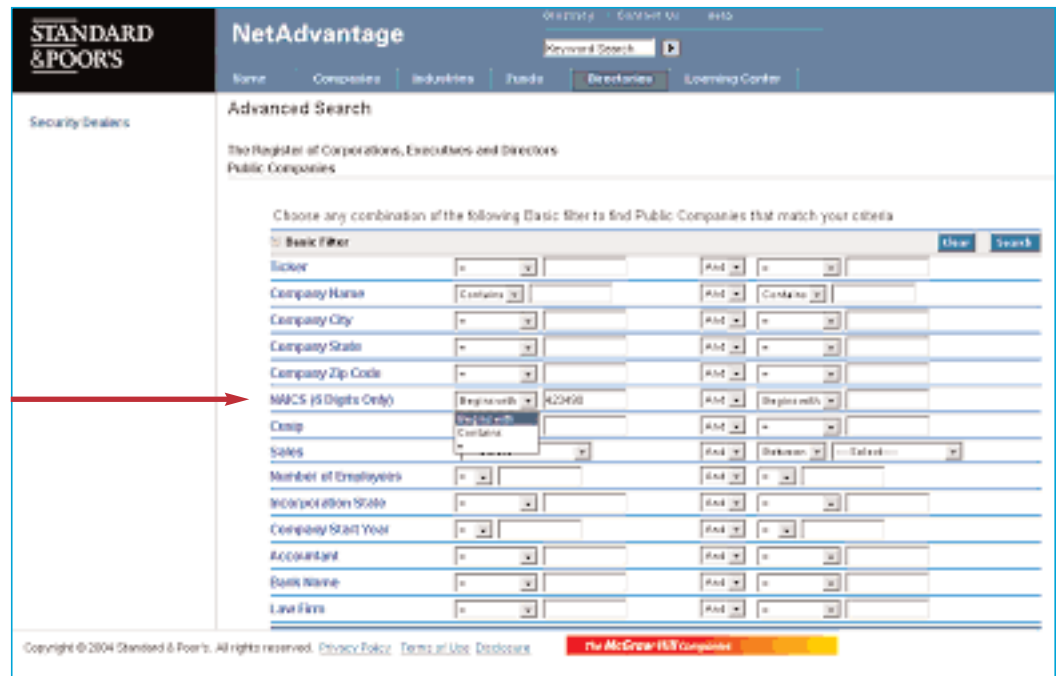 STANDARD
&POOR'S
NetAdvantage
Directory Contact Us Help
Keyword Search
Home Companies Industries Funds Directories Learning Center
Security Dealers
Advanced Search
The Register of Corporations, Executives and Directors
Public Companies
Choose any combination of the following Basic filter to find Public Companies that match your criteria
Basic Filter Clear Search
Ticker = And =
Company Name Contains And Contains
Company City = And =
Company State = And =
Company Zip Code = And =
NAICS (6 Digits Only) Begins with 423490 And Begins with
Begins with
Contains
=
Cusip And =
Sales And Between ---Select---
Number of Employees = And =
Incorporation State = And =
Company Start Year = And =
Accountant = And =
Bank Name = And =
Law Firm = And =
Copyright © 2004 Standard & Poor's. All rights reserved. Privacy Policy Terms of Use Disclosure
The McGraw-Hill Companies